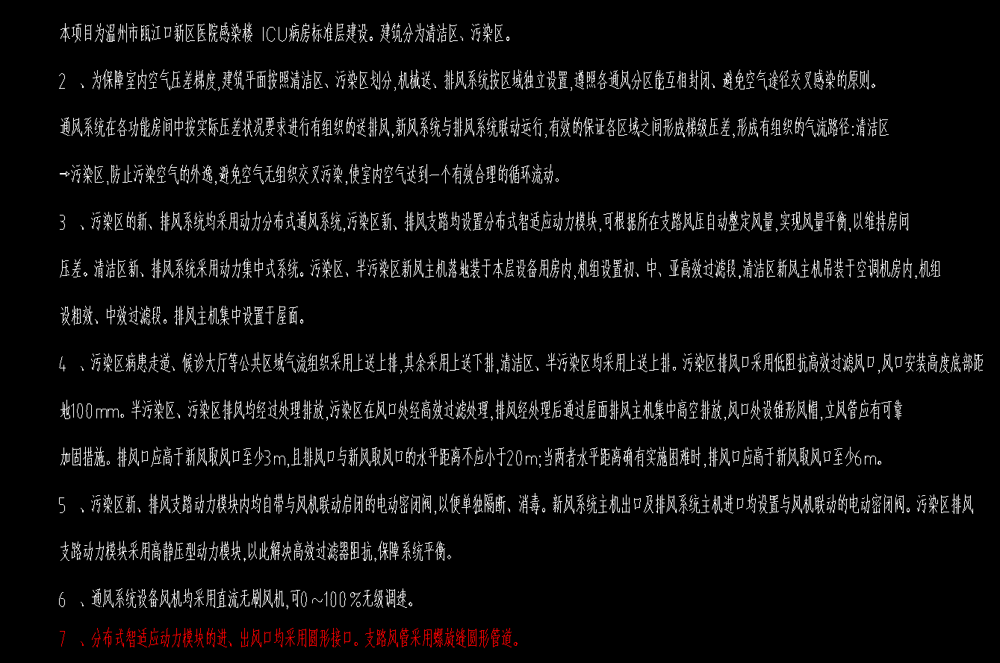 本项目为温州市瓯江口新区医院感染楼 ICU病房标准层建设。建筑分为清洁区、污染区。
2 、为保障室内空气压差梯度,建筑平面按照清洁区、污染区划分,机械送、排风系统按区域独立设置,遵照各通风分区能互相封闭、避免空气途径交叉感染的原则。
通风系统在各功能房间中按实际压差状况要求进行有组织的送排风,新风系统与排风系统联动运行,有效的保证各区域之间形成梯级压差,形成有组织的气流路径:清洁区
→污染区,防止污染空气的外逸,避免空气无组织交叉污染,使室内空气达到一个有效合理的循环流动。
3 、污染区的新、排风系统均采用动力分布式通风系统,污染区新、排风支路均设置分布式智适应动力模块,可根据所在支路风压自动整定风量,实现风量平衡,以维持房间
压差。清洁区新、排风系统采用动力集中式系统。污染区、半污染区新风主机落地装于本层设备用房内,机组设置初、中、亚高效过滤段,清洁区新风主机吊装于空调机房内,机组
设粗效、中效过滤段。排风主机集中设置于屋面。
4 、污染区病患走道、候诊大厅等公共区域气流组织采用上送上排,其余采用上送下排,清洁区、半污染区均采用上送上排。污染区排风口采用低阻抗高效过滤风口,风口安装高度底部距
地100mm。半污染区、污染区排风均经过处理排放,污染区在风口处经高效过滤处理,排风经处理后通过屋面排风主机集中高空排放,风口处设锥形风帽,立风管应有可靠
加固措施。排风口应高于新风取风口至少3m,且排风口与新风取风口的水平距离不应小于20m;当两者水平距离确有实施困难时,排风口应高于新风取风口至少6m。
5 、污染区新、排风支路动力模块内均自带与风机联动启闭的电动密闭阀,以便单独隔断、消毒。新风系统主机出口及排风系统主机进口均设置与风机联动的电动密闭阀。污染区排风
支路动力模块采用高静压型动力模块,以此解决高效过滤器阻抗,保障系统平衡。
6 、通风系统设备风机均采用直流无刷风机,可0～100%无级调速。
7 、分布式智适应动力模块的进、出风口均采用圆形接口。支路风管采用螺旋缝圆形管道。